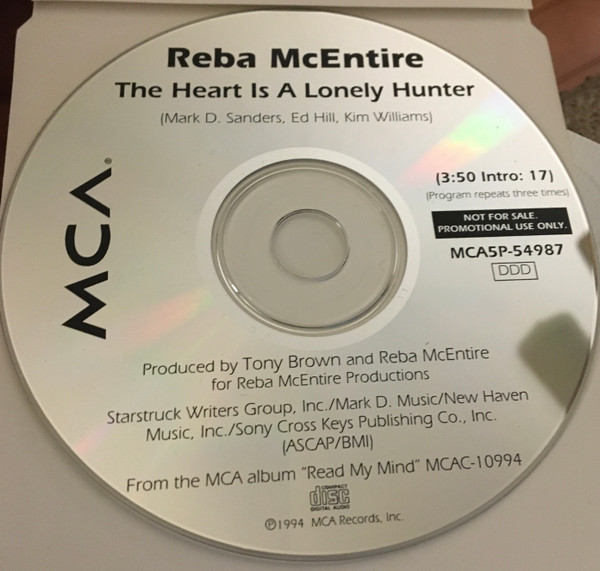 Reba McEntire
The Heart Is A Lonely Hunter
(Mark D. Sanders, Ed Hill, Kim Williams)
MCA®
(3:50 Intro: 17)
(Program repeats three times)
NOT FOR SALE.
PROMOTIONAL USE ONLY.
MCA5P-54987
DDD
Produced by Tony Brown and Reba McEntire
for Reba McEntire Productions
Starstruck Writers Group, Inc./Mark D. Music/New Haven
Music, Inc./Sony Cross Keys Publishing Co., Inc.
(ASCAP/BMI)
From the MCA album "Read My Mind" MCAC-10994
COMPACT
disc
DIGITAL AUDIO
℗1994 MCA Records, Inc.